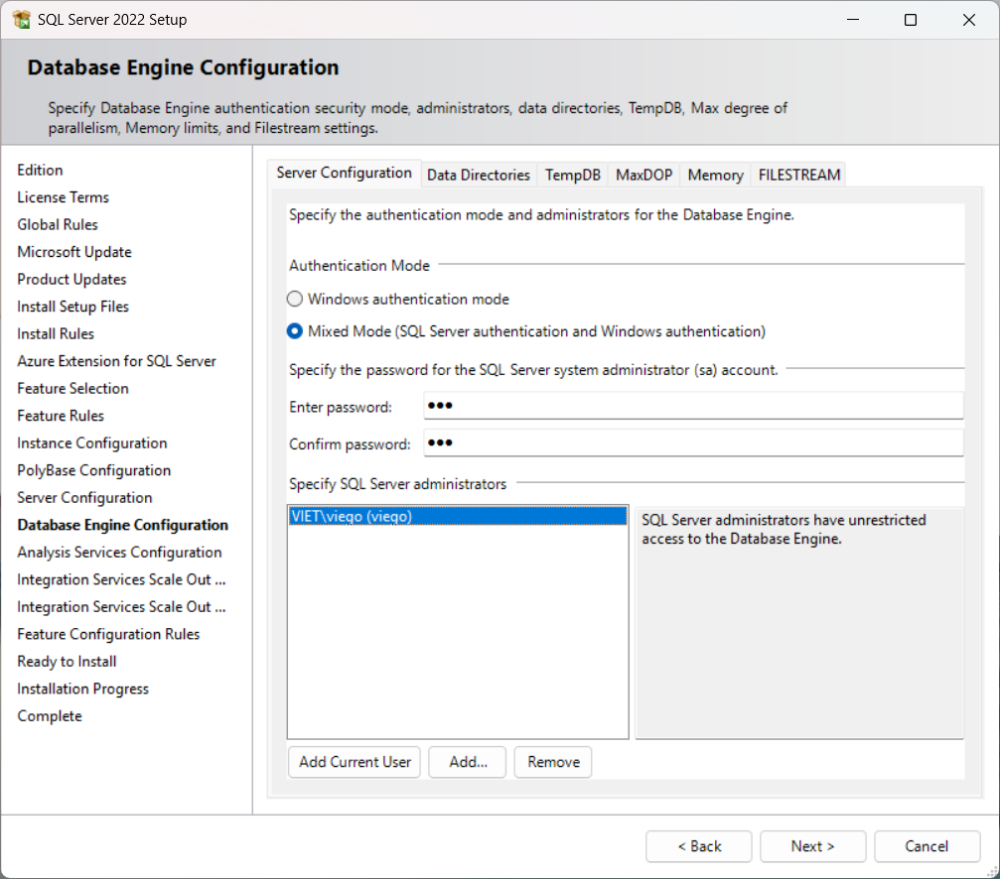 SQL Server 2022 Setup
Database Engine Configuration
Specify Database Engine authentication security mode, administrators, data directories, TempDB, Max degree of
parallelism, Memory limits, and Filestream settings.
Edition
License Terms
Global Rules
Microsoft Update
Product Updates
Install Setup Files
Install Rules
Azure Extension for SQL Server
Feature Selection
Feature Rules
Instance Configuration
PolyBase Configuration
Server Configuration
Database Engine Configuration
Analysis Services Configuration
Integration Services Scale Out ...
Integration Services Scale Out ...
Feature Configuration Rules
Ready to Install
Installation Progress
Complete
Server Configuration Data Directories TempDB MaxDOP Memory FILESTREAM
Specify the authentication mode and administrators for the Database Engine.
Authentication Mode
Windows authentication mode
Mixed Mode (SQL Server authentication and Windows authentication)
Specify the password for the SQL Server system administrator (sa) account.
Enter password: ●●●
Confirm password: ●●●
Specify SQL Server administrators
VIET\viego (viego)
SQL Server administrators have unrestricted
access to the Database Engine.
Add Current User Add... Remove
< Back Next > Cancel